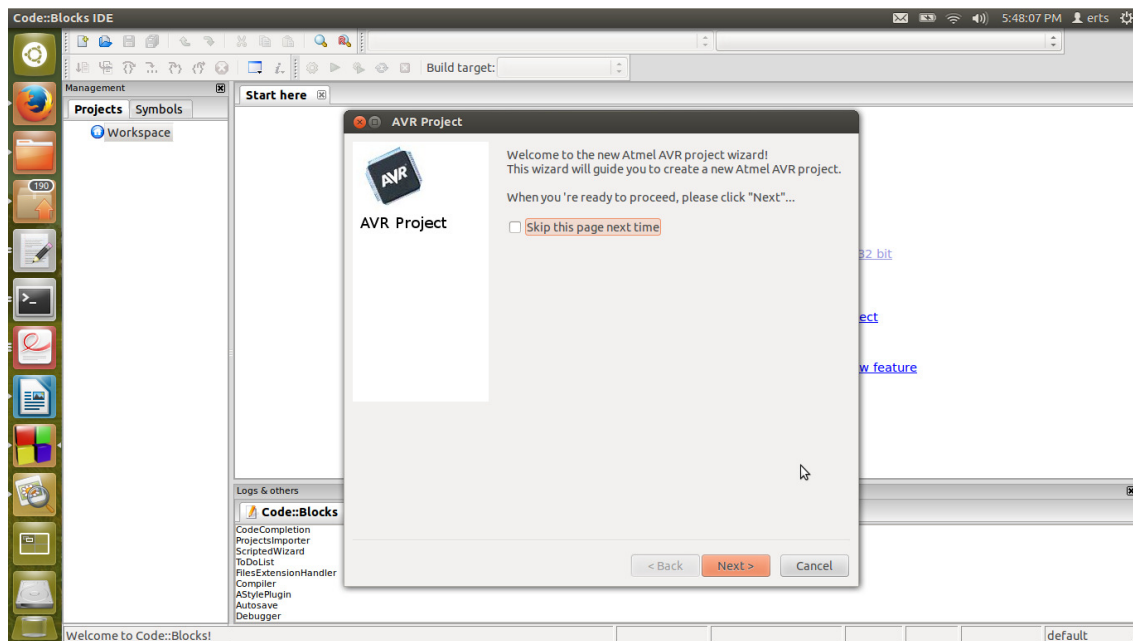 Code::Blocks IDE
5:48:07 PM erts
Build target:
Management
Projects Symbols
Workspace
Start here
AVR Project
AVR
AVR Project
Welcome to the new Atmel AVR project wizard!
This wizard will guide you to create a new Atmel AVR project.
When you 're ready to proceed, please click "Next"...
Skip this page next time
32 bit
ect
w feature
190
Logs & others
Code::Blocks
CodeCompletion
ProjectsImporter
ScriptedWizard
ToDoList
FilesExtensionHandler
Compiler
AStylePlugin
Autosave
Debugger
< Back Next > Cancel
Welcome to Code::Blocks!
default